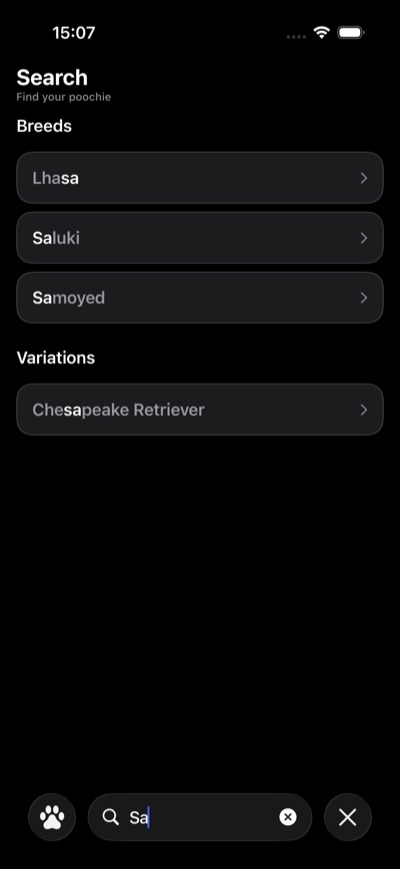 15:07
Search
Find your poochie
Breeds
Lhasa
Saluki
Samoyed
Variations
Chesapeake Retriever
Sa